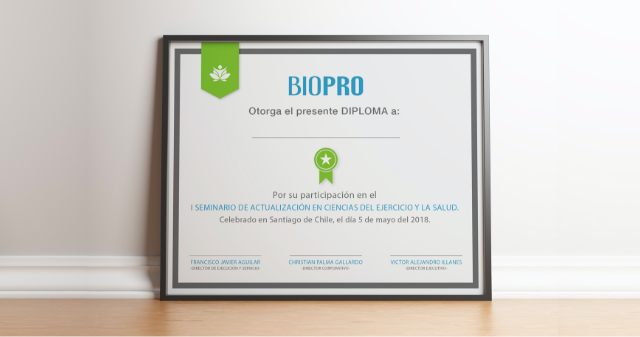 BIOPRO
Otorga el presente DIPLOMA a:
Por su participación en el
I SEMINARIO DE ACTUALIZACIÓN EN CIENCIAS DEL EJERCICIO Y LA SALUD.
Celebrado en Santiago de Chile, el día 5 de mayo del 2018.
FRANCISCO JAVIER AGUILAR CHRISTIAN PALMA GALLARDO VICTOR ALEJANDRO ILLANES
DIRECTOR DE EJECUCIÓN Y SERVICIO DIRECTOR CORPORATIVO DIRECTOR EJECUTIVO